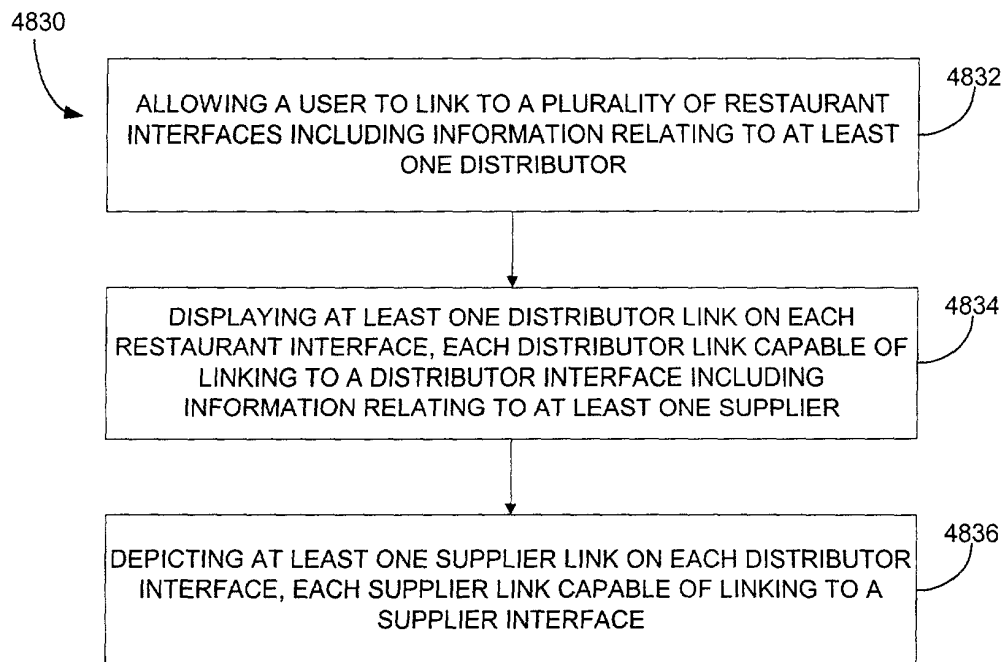 4830
4832
ALLOWING A USER TO LINK TO A PLURALITY OF RESTAURANT
INTERFACES INCLUDING INFORMATION RELATING TO AT LEAST
ONE DISTRIBUTOR
4834
DISPLAYING AT LEAST ONE DISTRIBUTOR LINK ON EACH
RESTAURANT INTERFACE, EACH DISTRIBUTOR LINK CAPABLE OF
LINKING TO A DISTRIBUTOR INTERFACE INCLUDING
INFORMATION RELATING TO AT LEAST ONE SUPPLIER
4836
DEPICTING AT LEAST ONE SUPPLIER LINK ON EACH DISTRIBUTOR
INTERFACE, EACH SUPPLIER LINK CAPABLE OF LINKING TO A
SUPPLIER INTERFACE